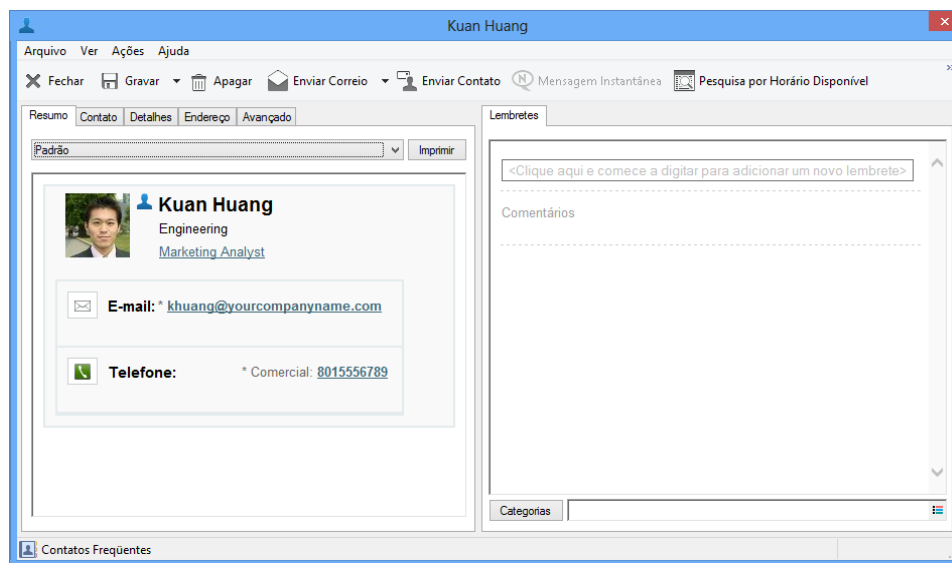 Kuan Huang
Arquivo Ver Ações Ajuda
Fechar Gravar Apagar Enviar Correio Enviar Contato Mensagem Instantânea Pesquisa por Horário Disponível
Resumo Contato Detalhes Endereço Avançado
Padrão Imprimir
Kuan Huang
Engineering
Marketing Analyst
E-mail: * khuang@yourcompanyname.com
Telefone: * Comercial: 8015556789
Lembretes
<Clique aqui e comece a digitar para adicionar um novo lembrete>
Comentários
Categorias
Contatos Freqüentes